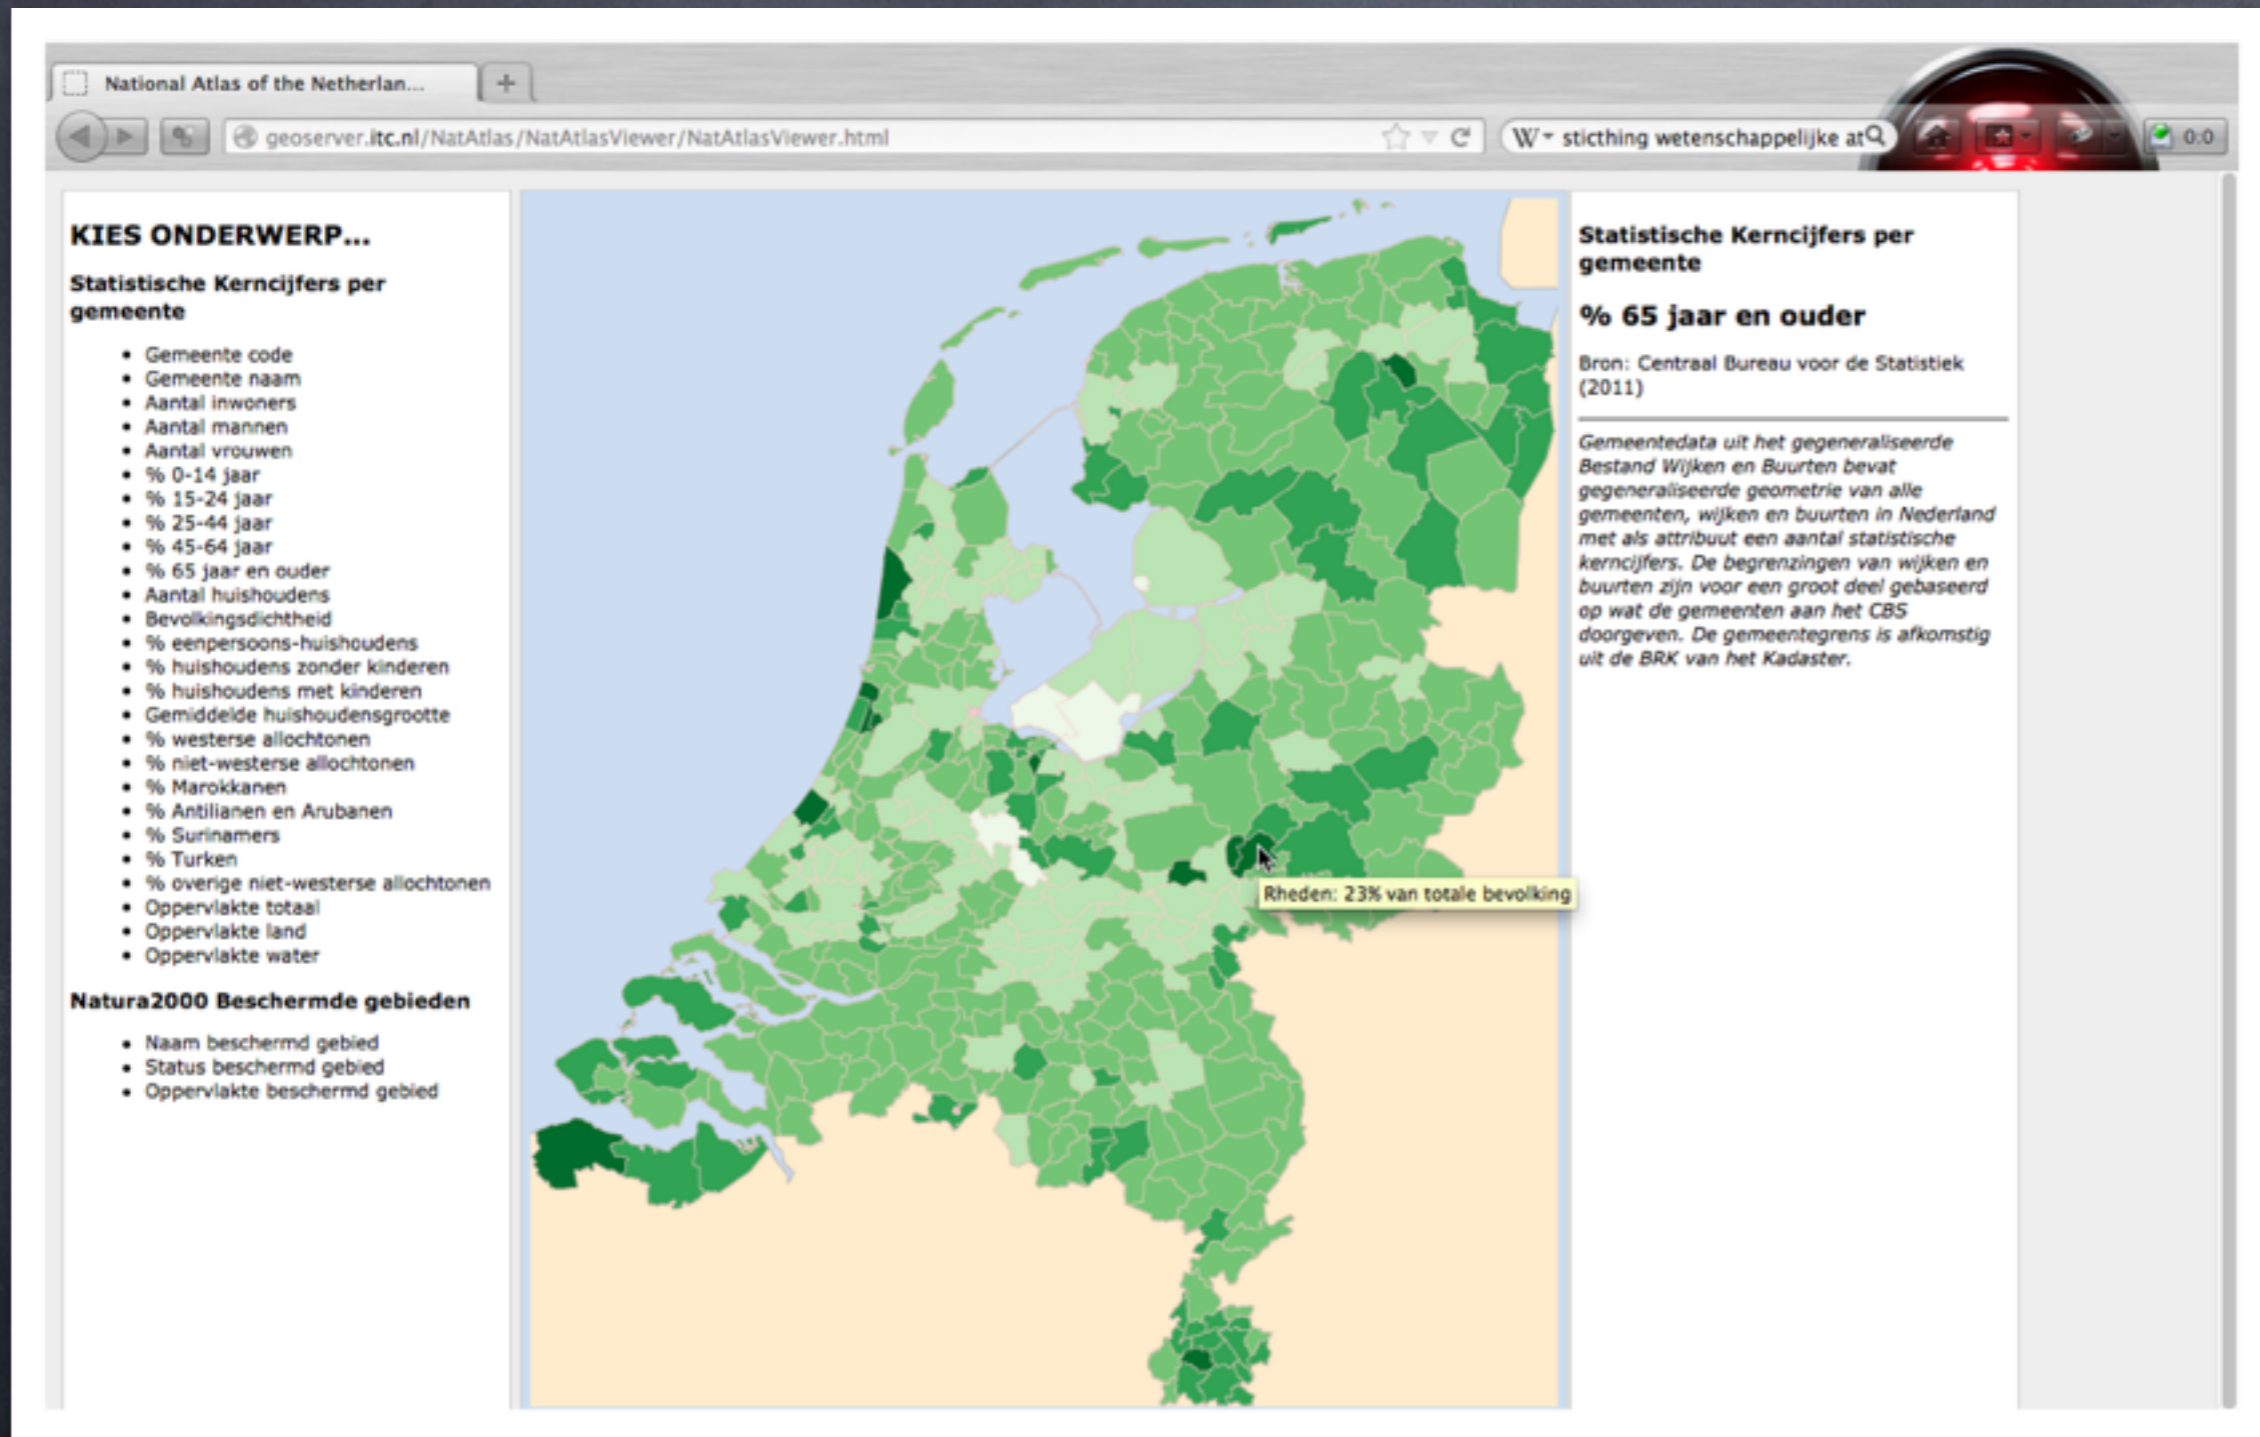 National Atlas of the Netherlan...
geoserver.itc.nl/NatAtlas/NatAtlasViewer/NatAtlasViewer.html
W
sticthing wetenschappelijke at
0:0
KIES ONDERWERP...
Statistische Kerncijfers per
gemeente
• Gemeente code
• Gemeente naam
• Aantal inwoners
• Aantal mannen
• Aantal vrouwen
• % 0-14 jaar
• % 15-24 jaar
• % 25-44 jaar
• % 45-64 jaar
• % 65 jaar en ouder
• Aantal huishoudens
• Bevolkingsdichtheid
• % eenpersoons-huishoudens
• % huishoudens zonder kinderen
• % huishoudens met kinderen
• Gemiddelde huishoudensgrootte
• % westerse allochtonen
• % niet-westerse allochtonen
• % Marokkanen
• % Antilianen en Arubanen
• % Surinamers
• % Turken
• % overige niet-westerse allochtonen
• Oppervlakte totaal
• Oppervlakte land
• Oppervlakte water
Natura2000 Beschermde gebieden
• Naam beschermd gebied
• Status beschermd gebied
• Oppervlakte beschermd gebied
Rheden: 23% van totale bevolking
Statistische Kerncijfers per
gemeente
% 65 jaar en ouder
Bron: Centraal Bureau voor de Statistiek
(2011)
Gemeentedata uit het gegeneraliseerde
Bestand Wijken en Buurten bevat
gegeneraliseerde geometrie van alle
gemeenten, wijken en buurten in Nederland
met als attribuut een aantal statistische
kerncijfers. De begrenzingen van wijken en
buurten zijn voor een groot deel gebaseerd
op wat de gemeenten aan het CBS
doorgeven. De gemeentegrens is afkomstig
uit de BRK van het Kadaster.